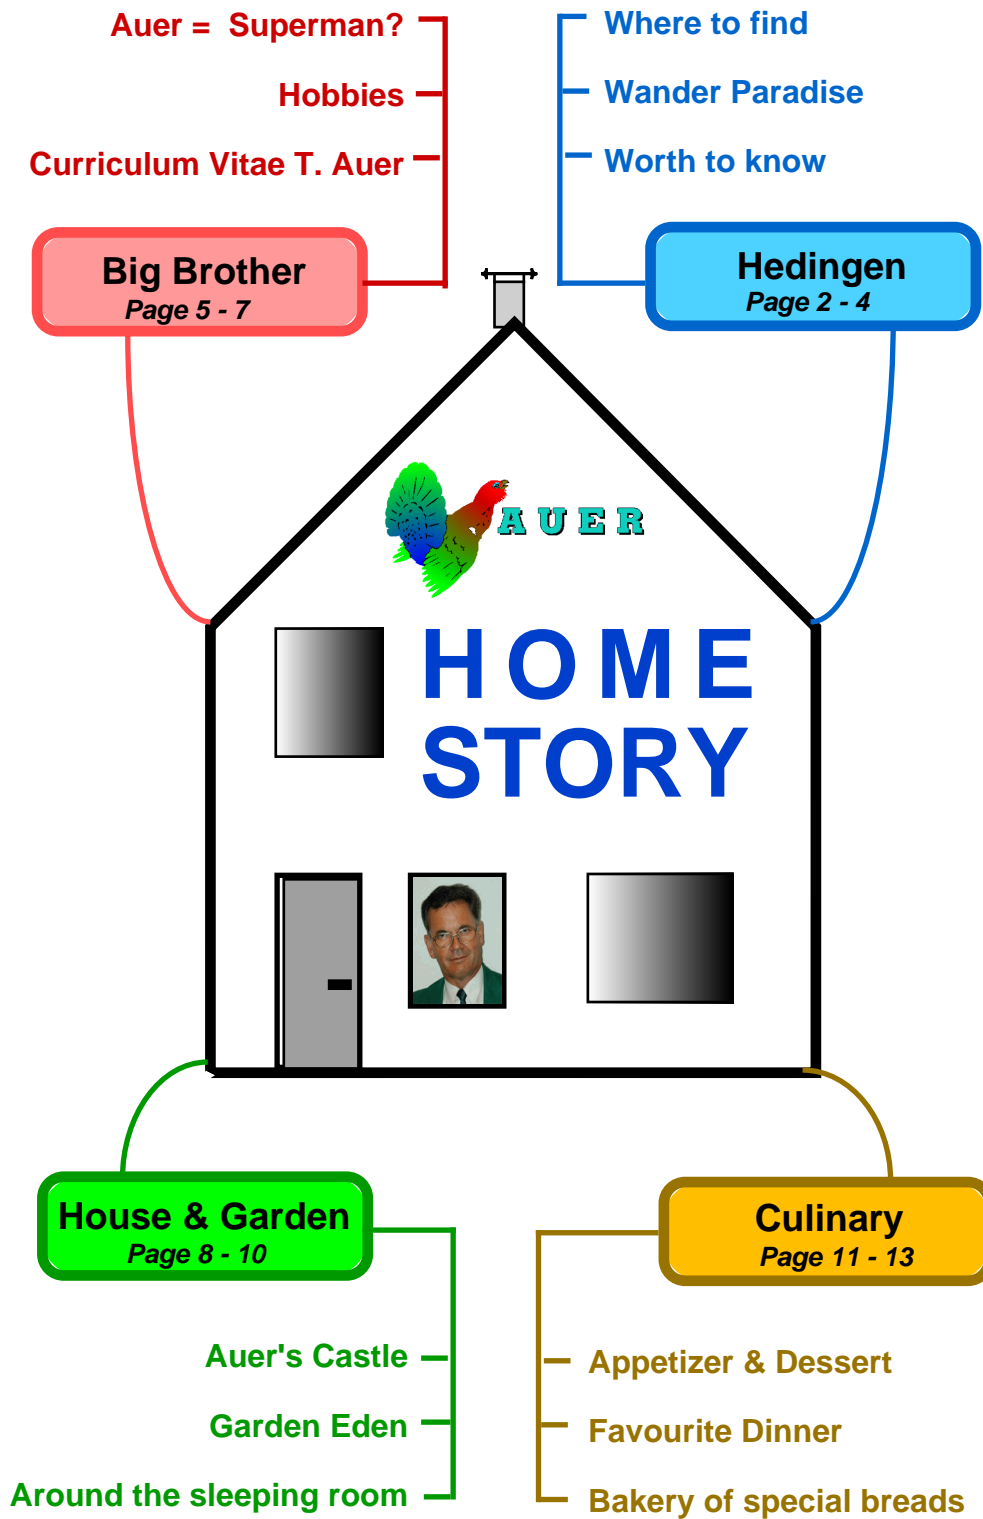 Auer =  Superman?
Hobbies
Curriculum Vitae T. Auer
Big Brother
Page 5 - 7
Where to find
Wander Paradise
Worth to know
Hedingen
Page 2 - 4
AUER
HOME
STORY
House & Garden
Page 8 - 10
Auer's Castle
Garden Eden
Around the sleeping room
Culinary
Page 11 - 13
Appetizer & Dessert
Favourite Dinner
Bakery of special breads